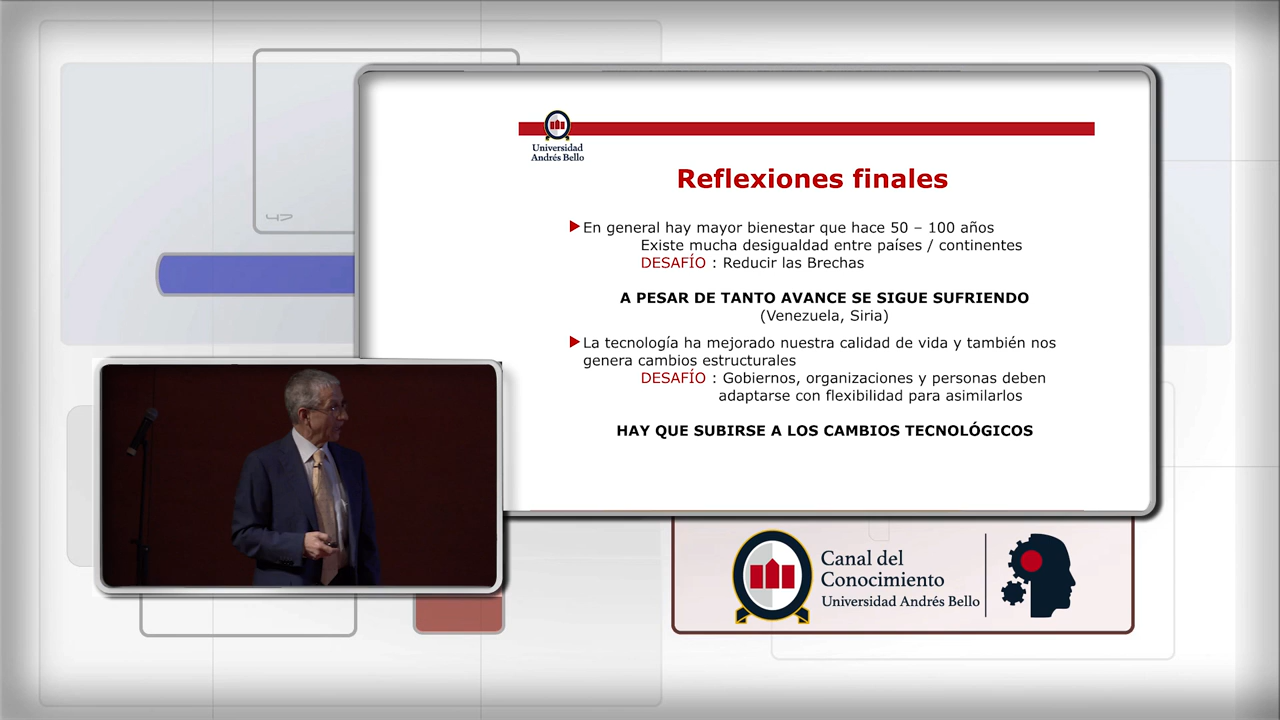 Universidad
Andrés Bello
Reflexiones finales
En general hay mayor bienestar que hace 50 – 100 años
Existe mucha desigualdad entre países / continentes
DESAFÍO : Reducir las Brechas
A PESAR DE TANTO AVANCE SE SIGUE SUFRIENDO
(Venezuela, Siria)
La tecnología ha mejorado nuestra calidad de vida y también nos
genera cambios estructurales
DESAFÍO : Gobiernos, organizaciones y personas deben
adaptarse con flexibilidad para asimilarlos
HAY QUE SUBIRSE A LOS CAMBIOS TECNOLÓGICOS
Canal del
Conocimiento
Universidad Andrés Bello